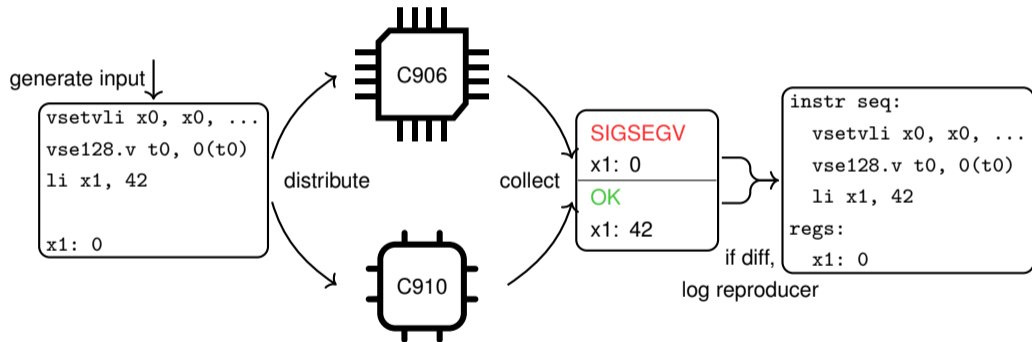 generate input
vsetvli x0, x0, ...
vse128.v t0, 0(t0)
li x1, 42
x1: 0
distribute
C906
C910
collect
SIGSEGV
x1: 0
OK
x1: 42
if diff,
log reproducer
instr seq:
vsetvli x0, x0, ...
vse128.v t0, 0(t0)
li x1, 42
regs:
x1: 0